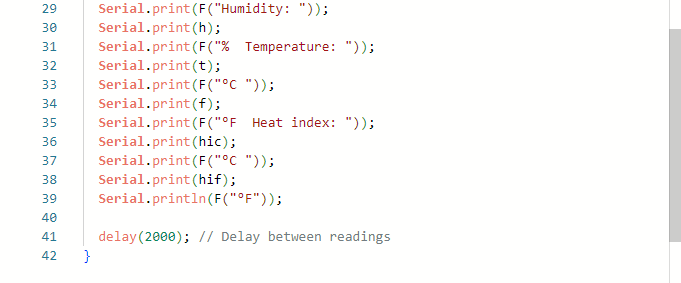 29 Serial.print(F("Humidity: "));
30 Serial.print(h);
31 Serial.print(F("%  Temperature: "));
32 Serial.print(t);
33 Serial.print(F("°C "));
34 Serial.print(f);
35 Serial.print(F("°F  Heat index: "));
36 Serial.print(hic);
37 Serial.print(F("°C "));
38 Serial.print(hif);
39 Serial.println(F("°F"));
40
41 delay(2000); // Delay between readings
42 }